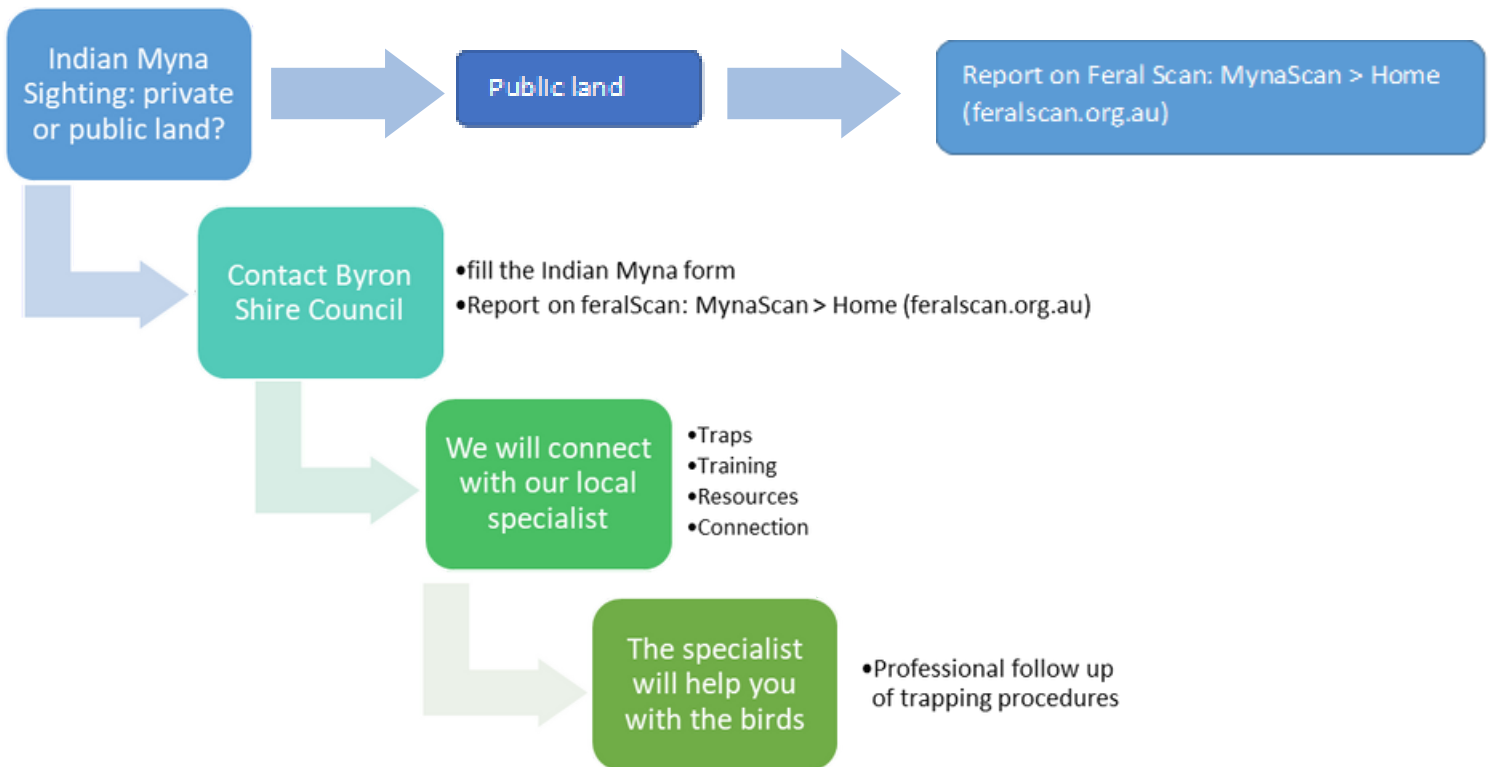 Indian Myna
Sighting: private
or public land?
Public land
Report on Feral Scan: MynaScan > Home
(feralscan.org.au)
Contact Byron
Shire Council
•fill the Indian Myna form
•Report on feralScan: MynaScan > Home (feralscan.org.au)
We will connect
with our local
specialist
•Traps
•Training
•Resources
•Connection
The specialist
will help you
with the birds
•Professional follow up
of trapping procedures